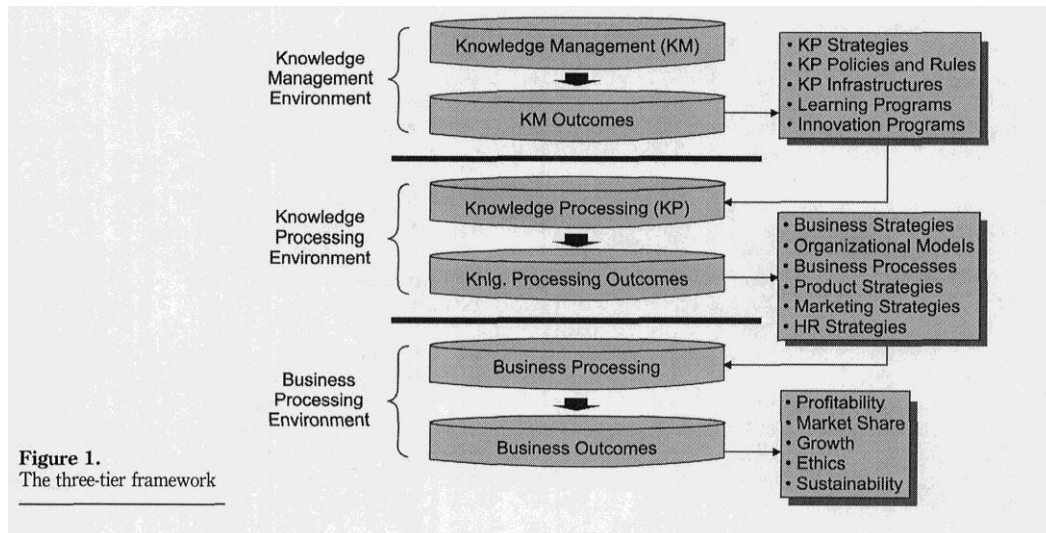 Knowledge
Management
Environment
Knowledge Management (KM)
KM Outcomes
• KP Strategies
• KP Policies and Rules
• KP Infrastructures
• Learning Programs
• Innovation Programs
Knowledge
Processing
Environment
Knowledge Processing (KP)
Knlg. Processing Outcomes
• Business Strategies
• Organizational Models
• Business Processes
• Product Strategies
• Marketing Strategies
• HR Strategies
Business
Processing
Environment
Business Processing
Business Outcomes
• Profitability
• Market Share
• Growth
• Ethics
• Sustainability
Figure 1.
The three-tier framework